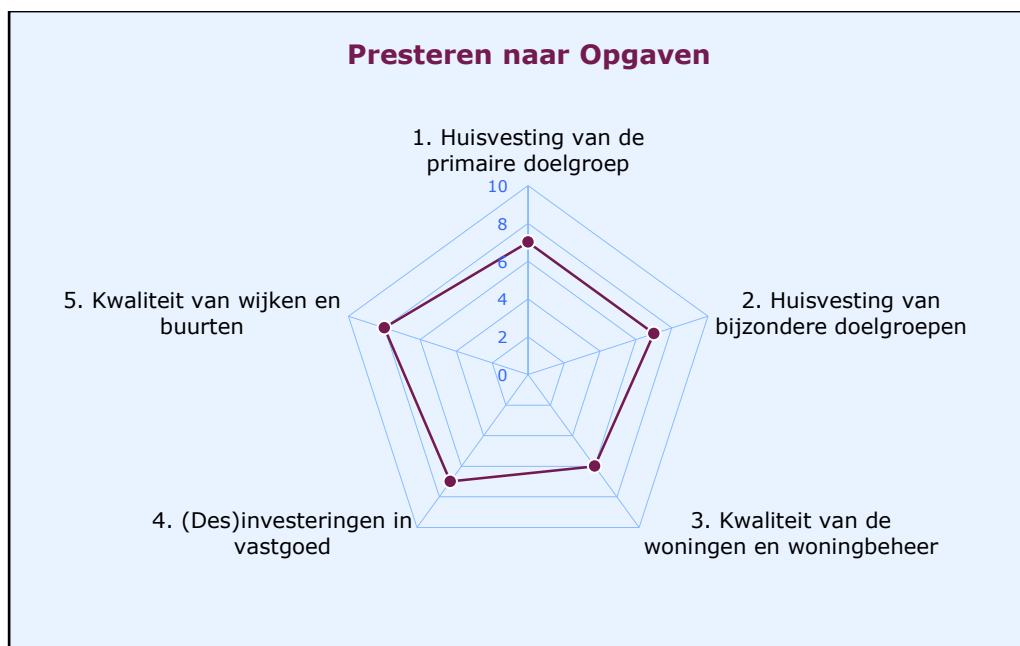 Presteren naar Opgaven
1. Huisvesting van de
primaire doelgroep
10
8
6
4
2
0
5. Kwaliteit van wijken en
buurten
2. Huisvesting van
bijzondere doelgroepen
4. (Des)investeringen in
vastgoed
3. Kwaliteit van de
woningen en woningbeheer